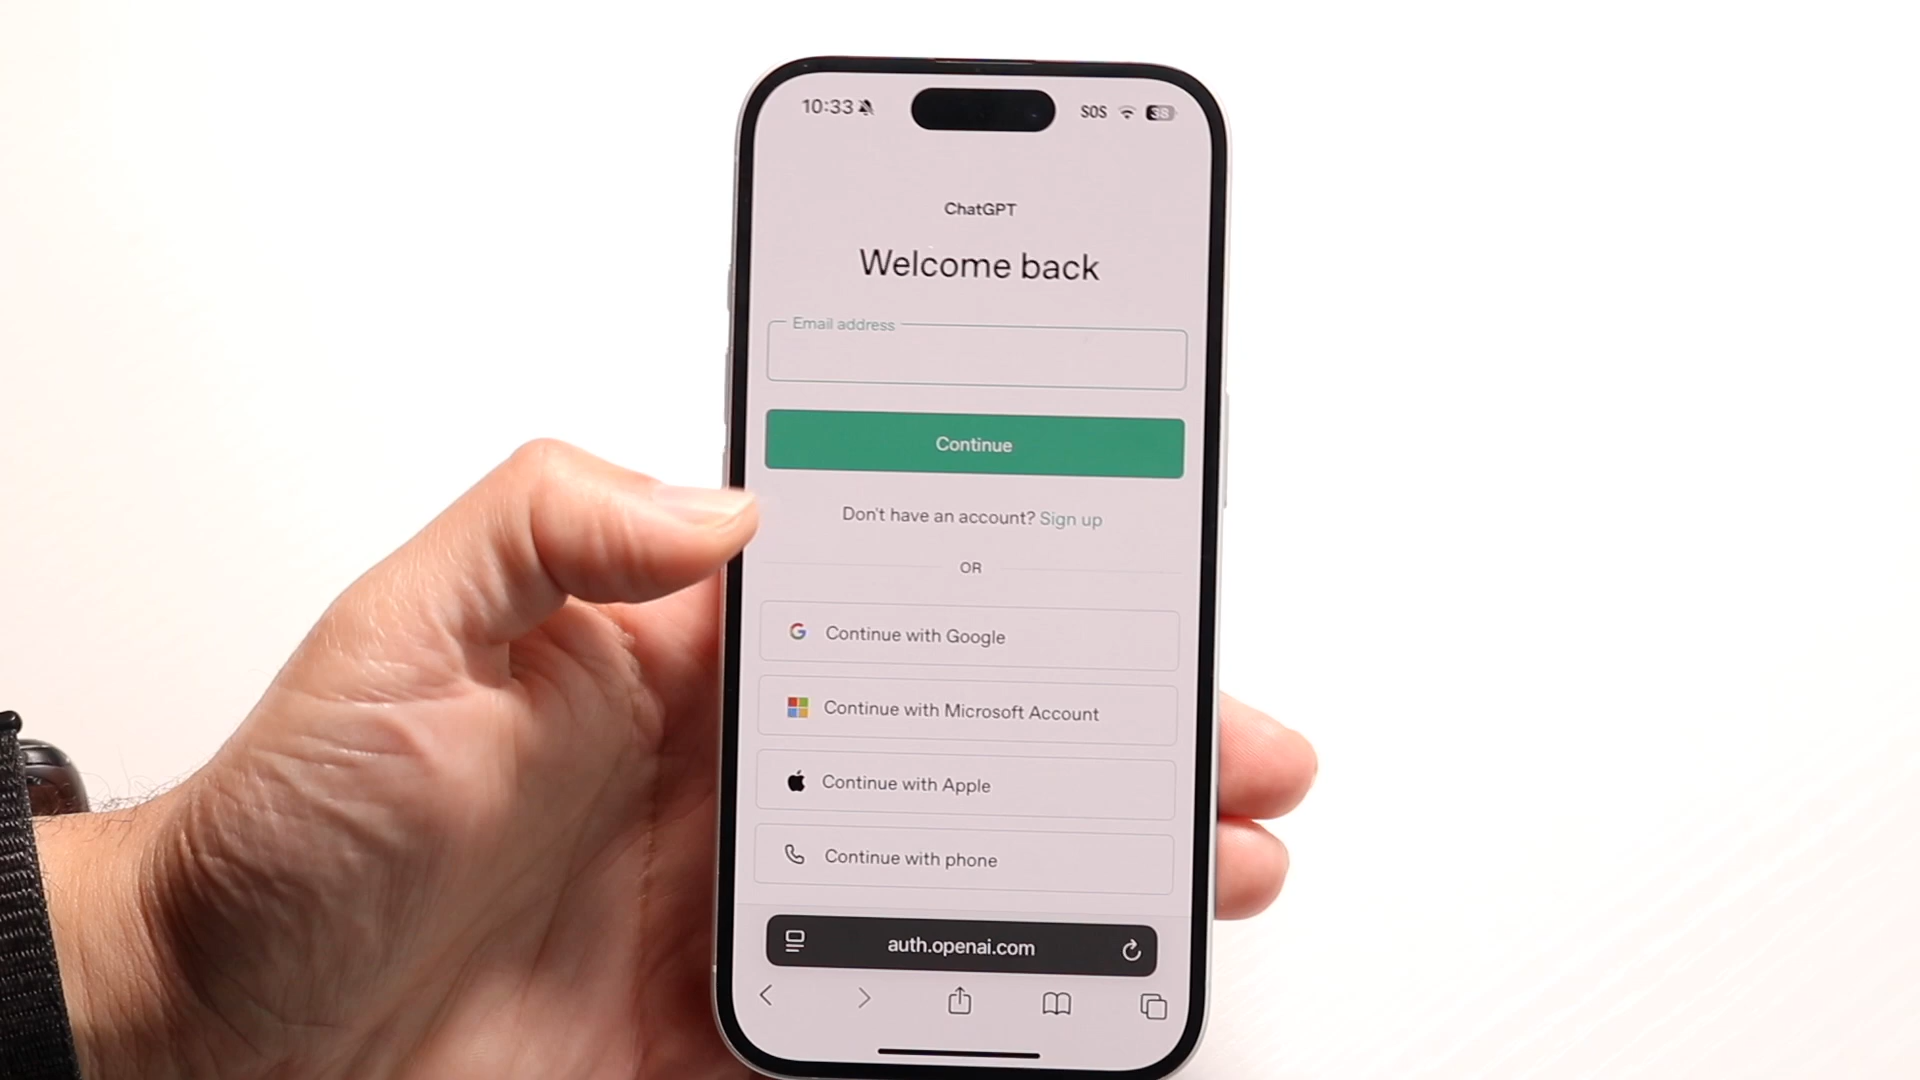 10:33
SOS
38
ChatGPT
Welcome back
Email address
Continue
Don't have an account? Sign up
OR
Continue with Google
Continue with Microsoft Account
Continue with Apple
Continue with phone
auth.openai.com